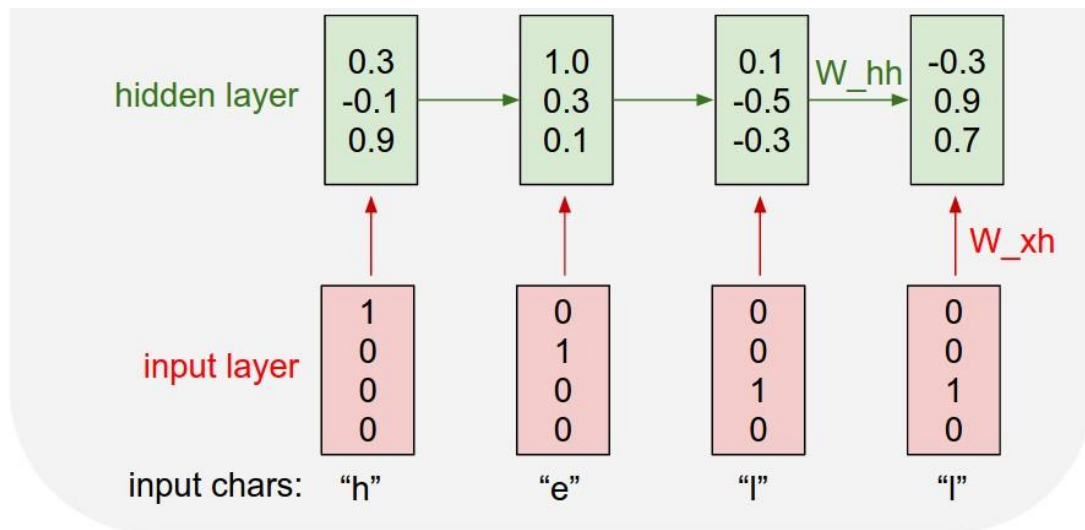 0.3 1.0 0.1 W_hh -0.3
hidden layer -0.1 0.3 -0.5 0.9
0.9 0.1 -0.3 0.7
W_xh
1 0 0 0
0 1 0 0
input layer
0 0 1 1
0 0 0 0
input chars: “h” “e” “l” “l”